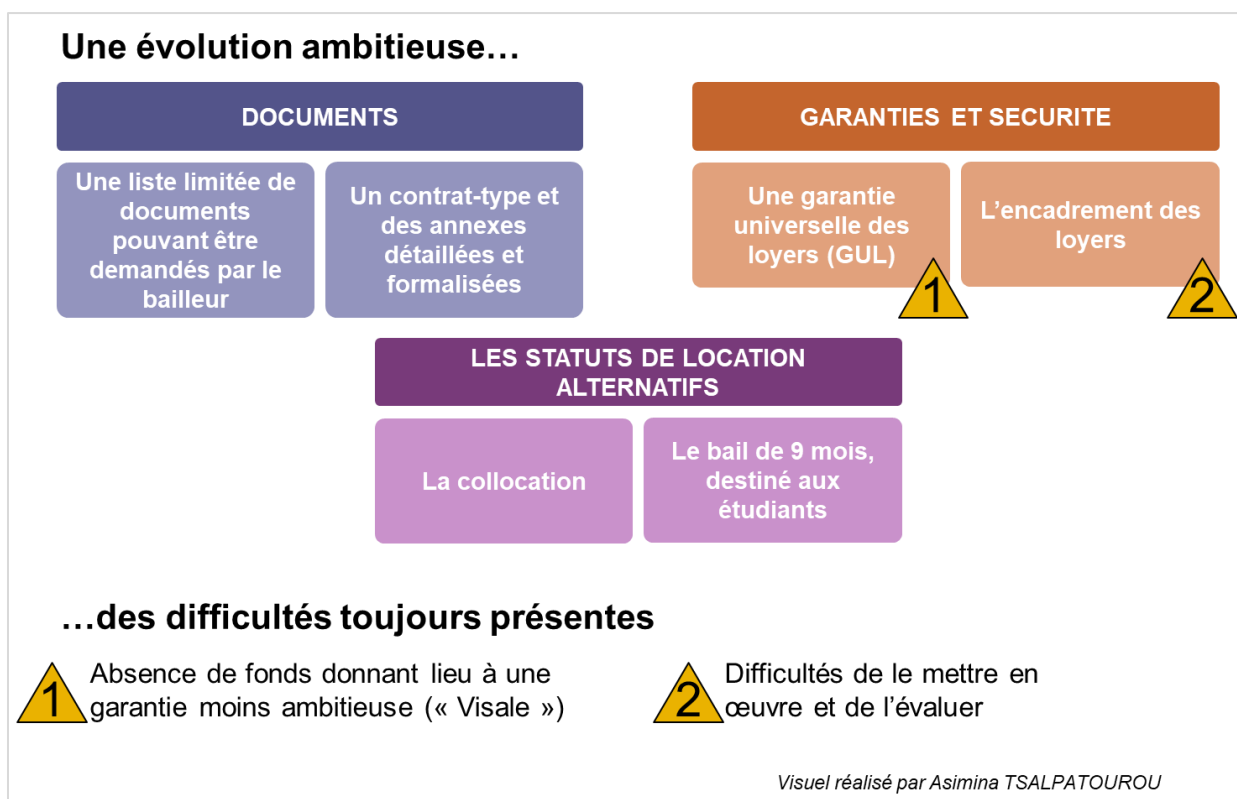 Une évolution ambitieuse…
DOCUMENTS
Une liste limitée de
documents
pouvant être
demandés par le
bailleur
Un contrat-type et
des annexes
détaillées et
formalisées
GARANTIES ET SECURITE
Une garantie
universelle des
loyers (GUL)
1
L’encadrement des
loyers
2
LES STATUTS DE LOCATION
ALTERNATIFS
La collocation
Le bail de 9 mois,
destiné aux
étudiants
…des difficultés toujours présentes
1
Absence de fonds donnant lieu à une
garantie moins ambitieuse (« Visale »)
2
Difficultés de le mettre en
œuvre et de l’évaluer
Visuel réalisé par Asimina TSALPATOUROU